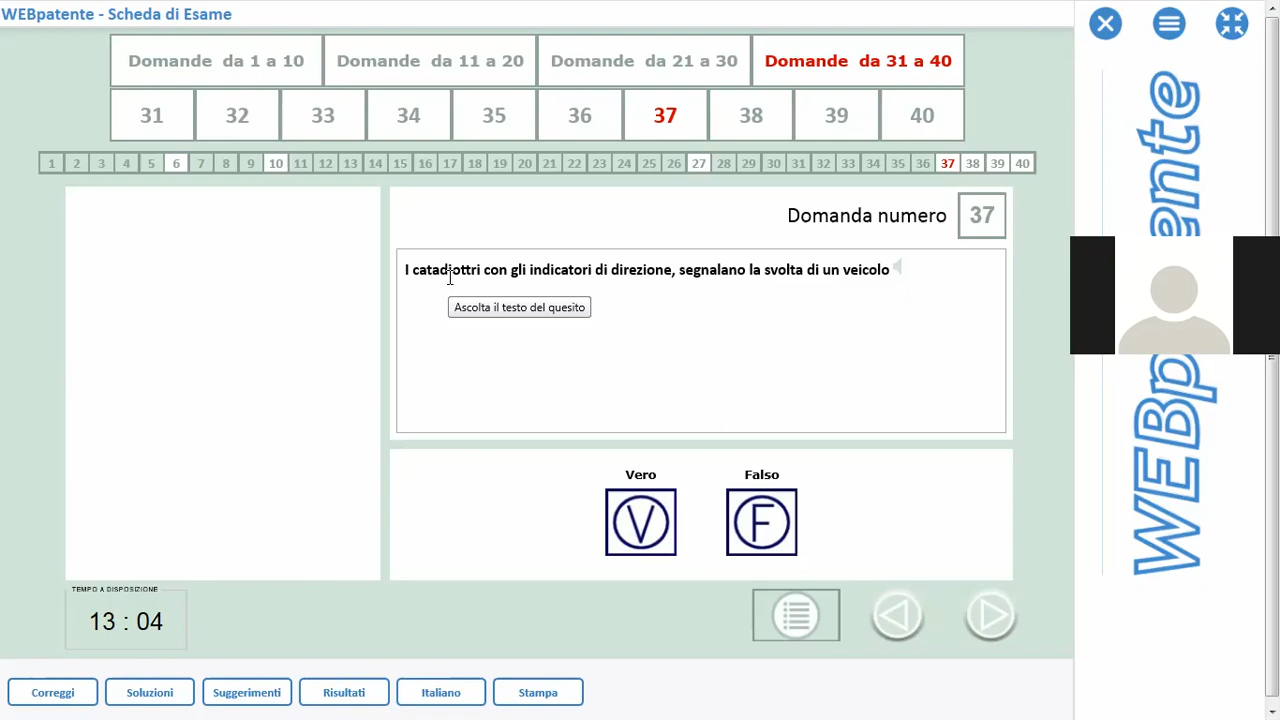 WEBpatente - Scheda di Esame
Domande da 1 a 10
Domande da 11 a 20
Domande da 21 a 30
Domande da 31 a 40
31 32 33 34 35 36 37 38 39 40
1 2 3 4 5 6 7 8 9 10 11 12 13 14 15 16 17 18 19 20 21 22 23 24 25 26 27 28 29 30 31 32 33 34 35 36 37 38 39 40
Domanda numero 37
I catadiottri con gli indicatori di direzione, segnalano la svolta di un veicolo
Ascolta il testo del quesito
Vero
Falso
V
F
TEMPO A DISPOSIZIONE
13 : 04
Correggi
Soluzioni
Suggerimenti
Risultati
Italiano
Stampa
WEBp
ente